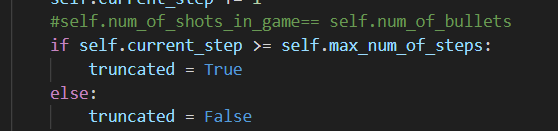 self.current_step += 1
#self.num_of_shots_in_game== self.num_of_bullets
if self.current_step >= self.max_num_of_steps:
truncated = True
else:
truncated = False